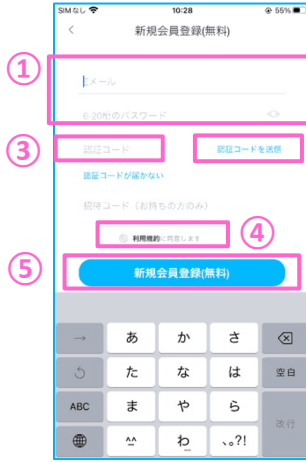 SIMなし 10:28 @ 55%
< 新規会員登録(無料)
①
Eメール
6-20桁のパスワード
③ 認証コード 認証コードを送信
認証コードが届かない
招待コード（お持ちの方のみ）
利用規約に同意します ④
⑤ 新規会員登録(無料)
→ あ か さ
た な は 空白
ABC ま や ら 改行
^^ わ 、。?!